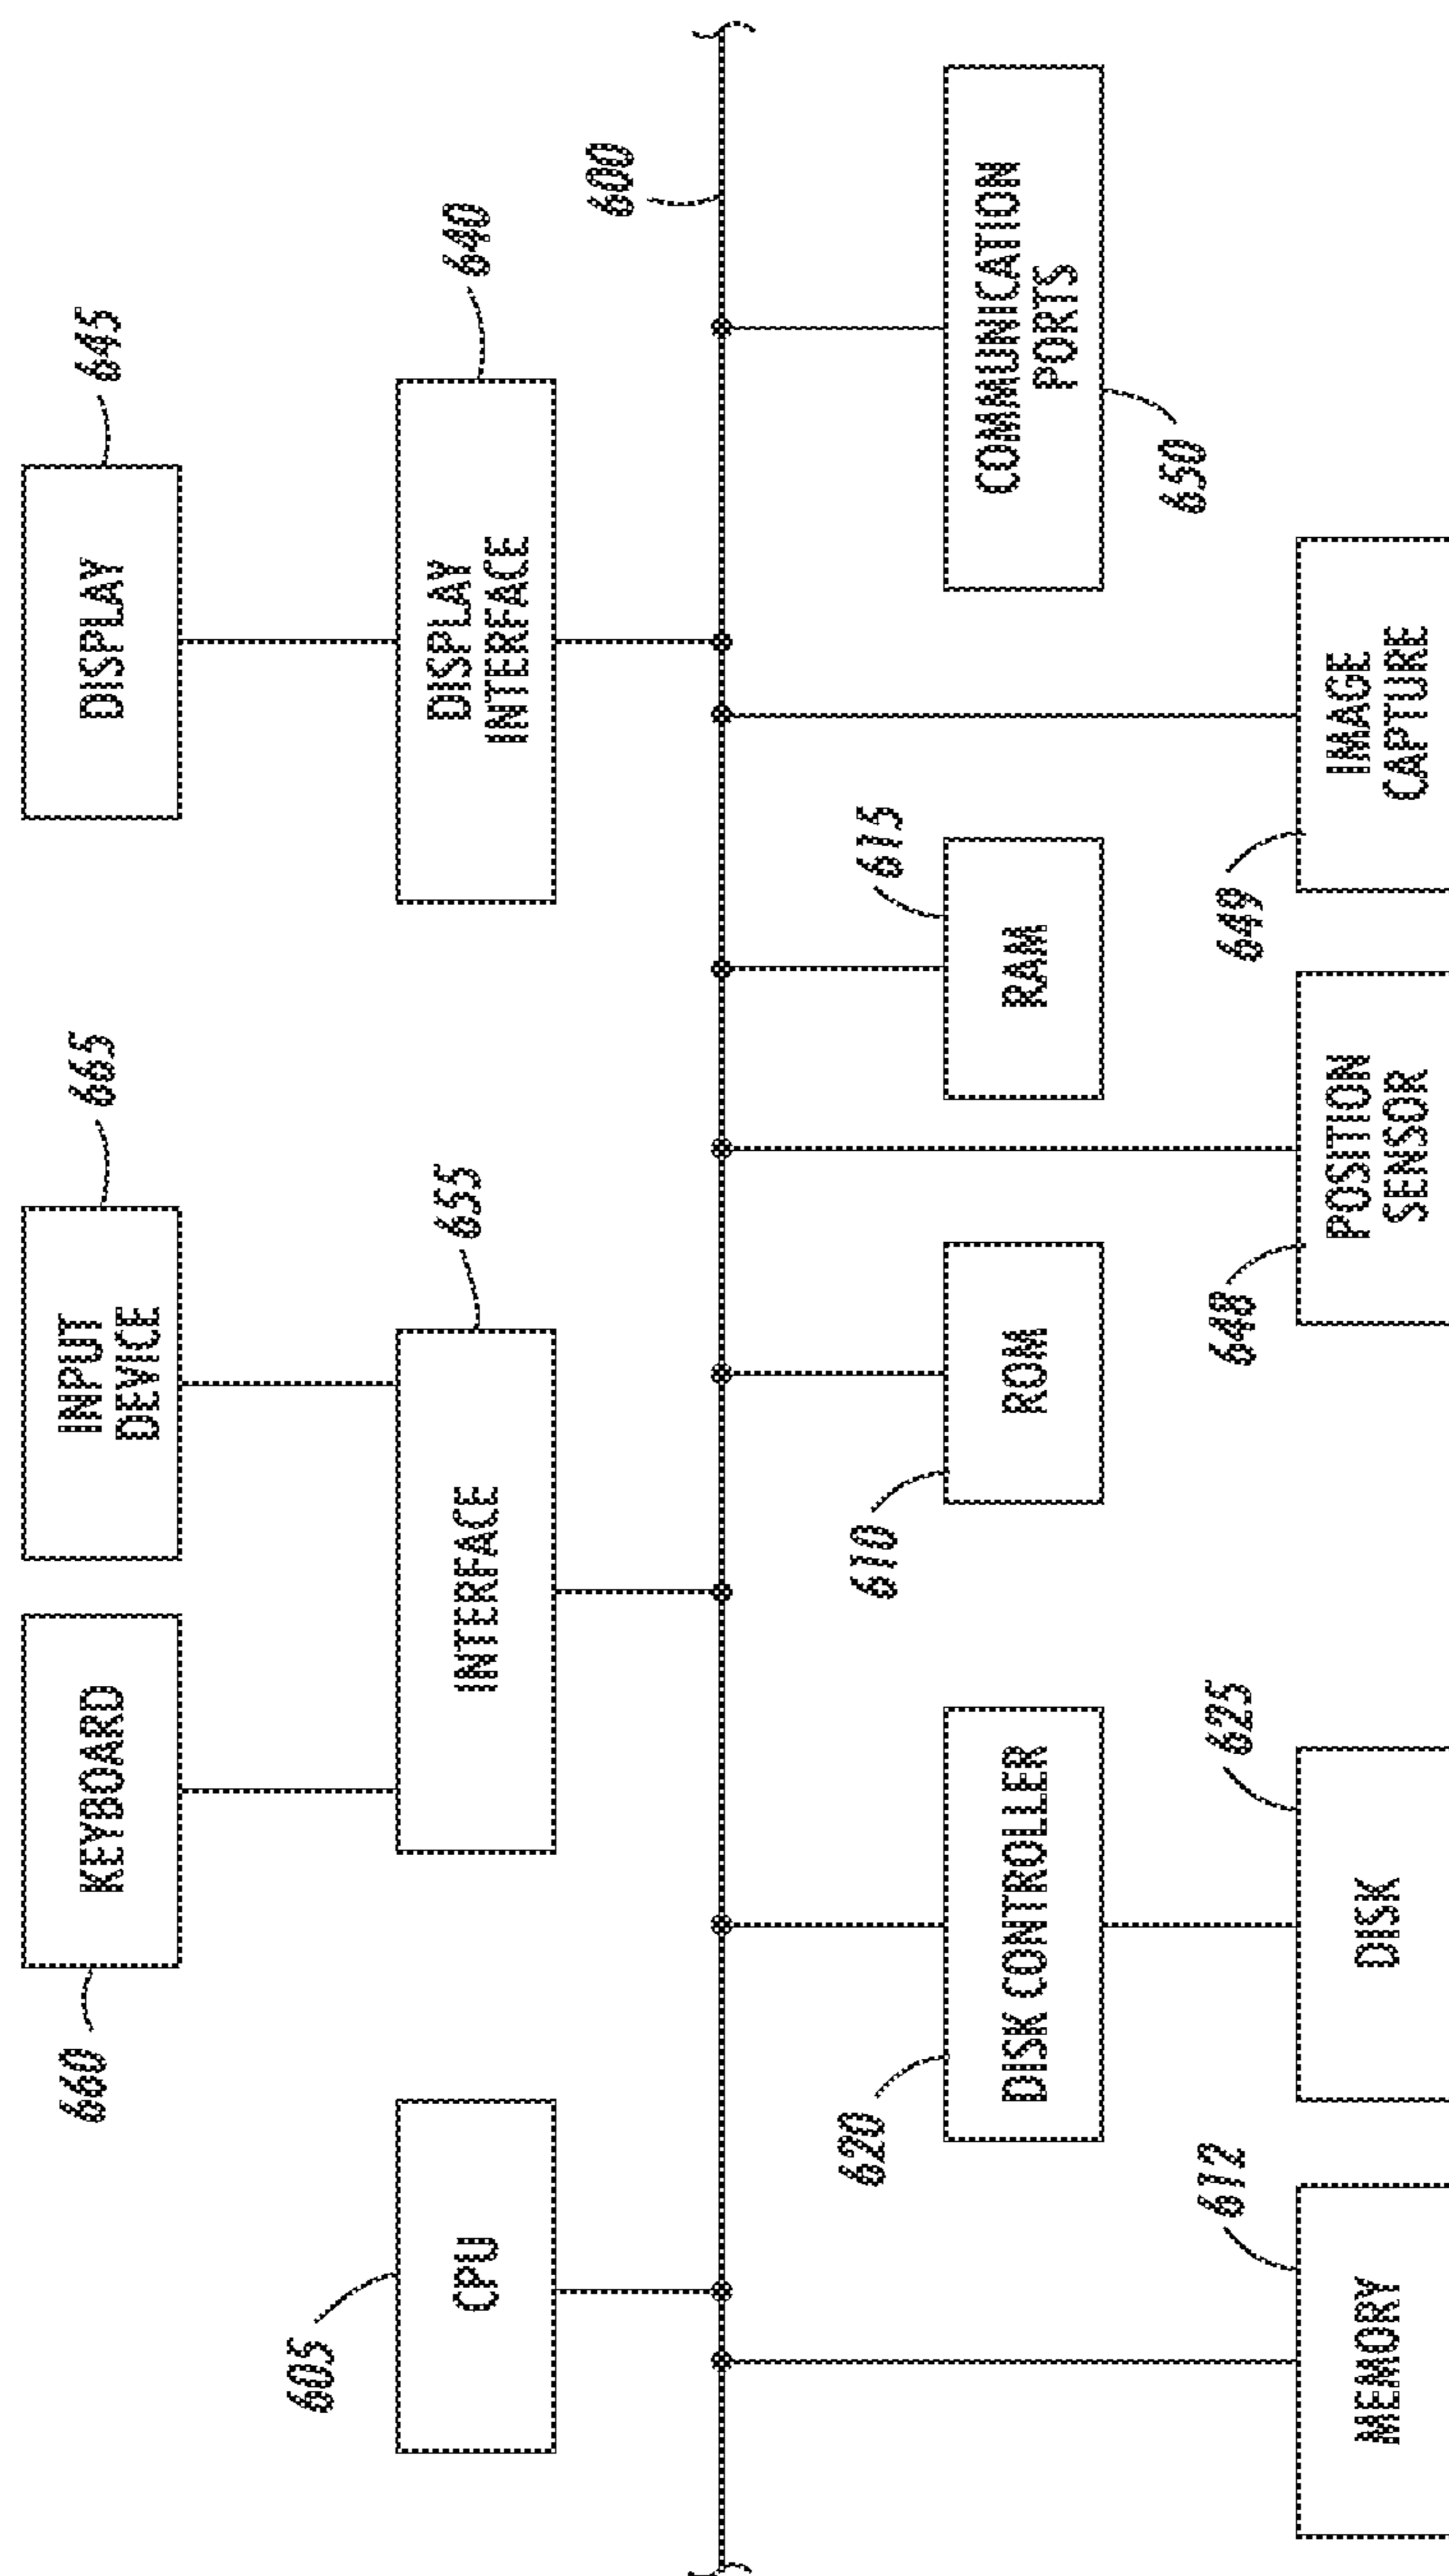 660
KEYBOARD
INPUT
DEVICE
665
DISPLAY
645
605
CPU
INTERFACE
655
DISPLAY
INTERFACE
640
600
620
DISK CONTROLLER
610
ROM
RAM
615
COMMUNICATION
PORTS
650
612
MEMORY
625
DISK
648
POSITION
SENSOR
649
IMAGE
CAPTURE